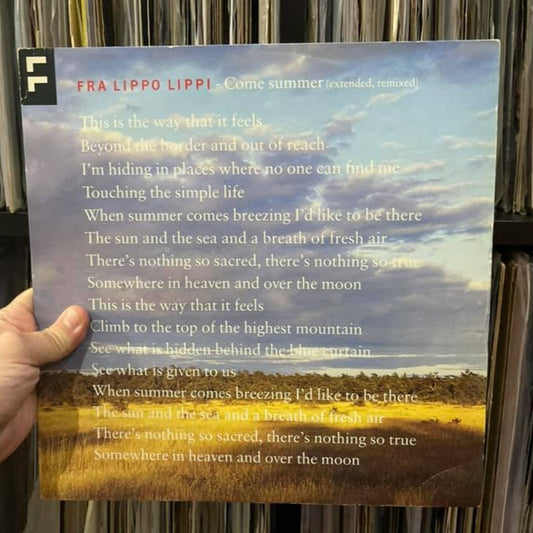 FRA LIPPO LIPPI - Come summer (extended, remixed)
This is the way that it feels
Beyond the border and out of reach
I'm hiding in places where no one can find me
Touching the simple life
When summer comes breezing I'd like to be there
The sun and the sea and a breath of fresh air
There's nothing so sacred, there's nothing so true
Somewhere in heaven and over the moon
This is the way that it feels
Climb to the top of the highest mountain
See what is hidden behind the blue curtain
See what is given to us
When summer comes breezing I'd like to be there
The sun and the sea and a breath of fresh air
There's nothing so sacred, there's nothing so true
Somewhere in heaven and over the moon